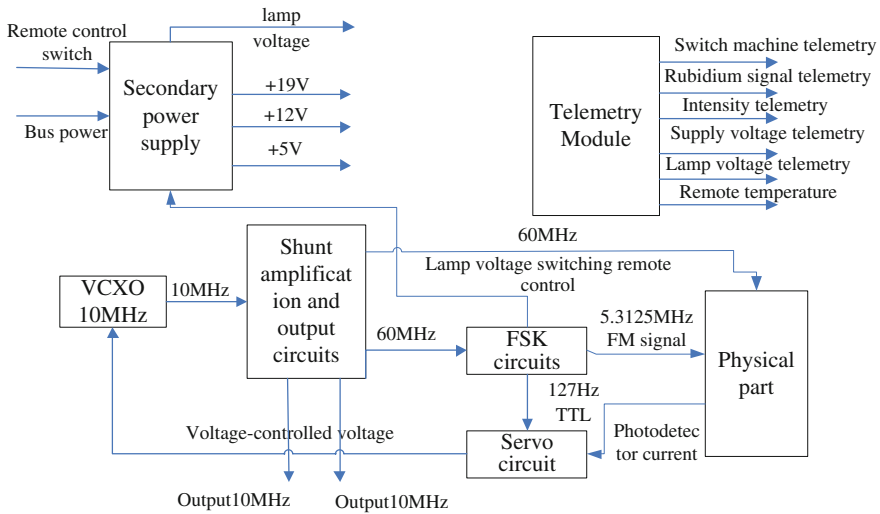 lamp
voltage
Remote control
switch
Secondary
power
supply
+19V
+12V
+5V
Bus power
Telemetry
Module
Switch machine telemetry
Rubidium signal telemetry
Intensity telemetry
Supply voltage telemetry
Lamp voltage telemetry
Remote temperature
60MHz
Shunt
amplificat
ion and
output
circuits
Lamp voltage switching remote
control
VCXO
10MHz
10MHz
60MHz
FSK
circuits
5.3125MHz
FM signal
Physical
part
127Hz
TTL
Voltage-controlled voltage
Servo
circuit
Photodetec
tor current
Output10MHz
Output10MHz